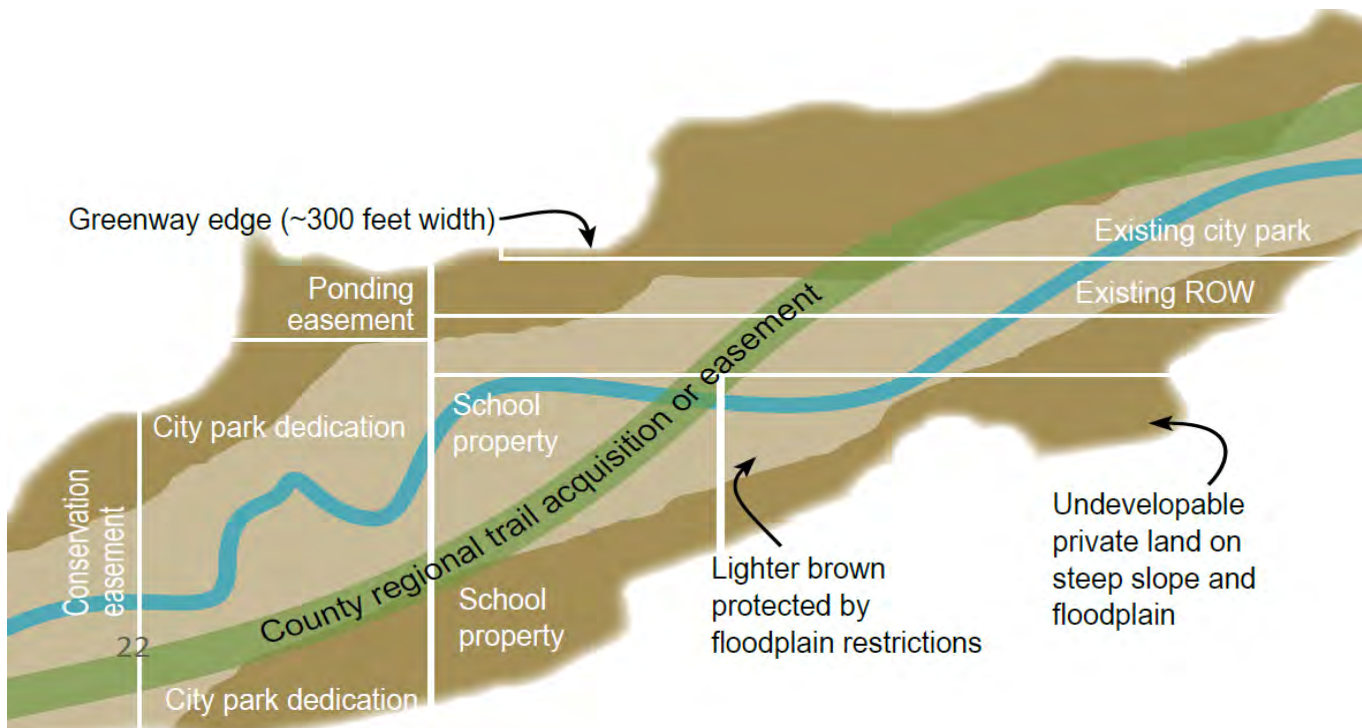 Greenway edge (~300 feet width)
Existing city park
Ponding
easement
Existing ROW
City park dedication
School
property
County regional trail acquisition or easement
Conservation
easement
Undevelopable
private land on
steep slope and
floodplain
Lighter brown
protected by
floodplain restrictions
School
property
22
City park dedication